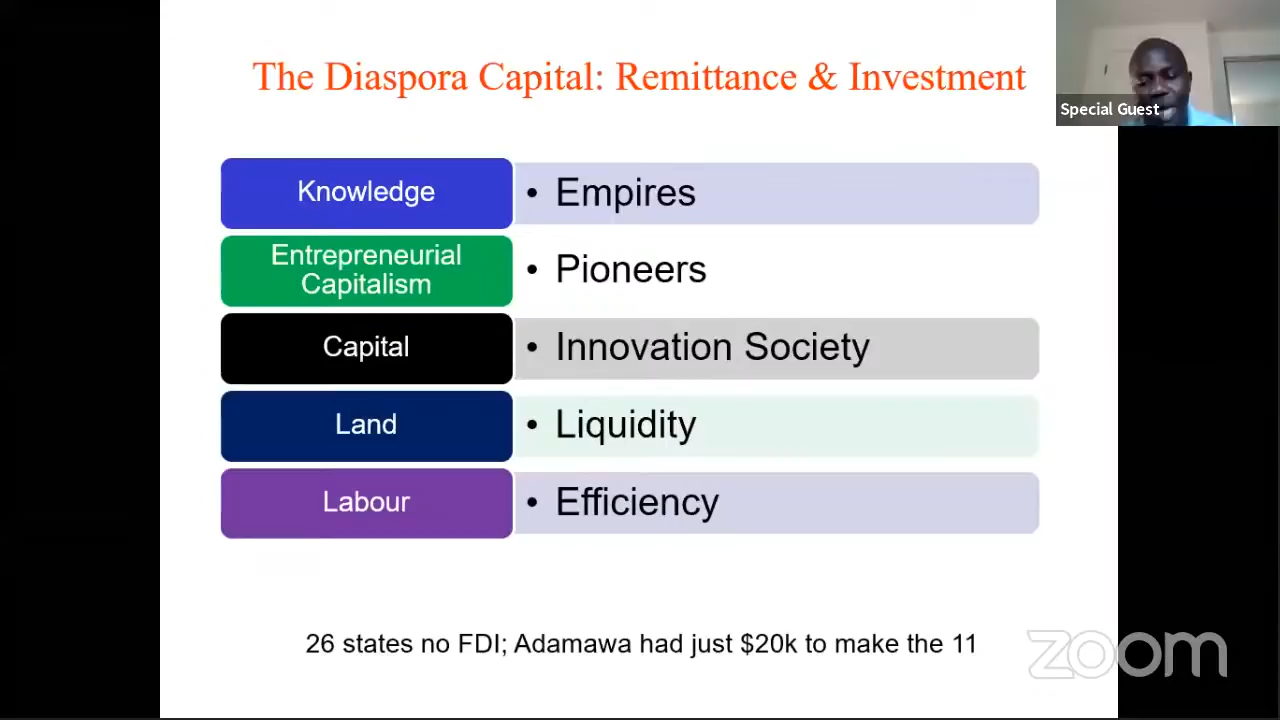 The Diaspora Capital: Remittance & Investment
Special Guest
Knowledge
• Empires
Entrepreneurial
Capitalism
• Pioneers
Capital
• Innovation Society
Land
• Liquidity
Labour
• Efficiency
26 states no FDI; Adamawa had just $20k to make the 11
zoom